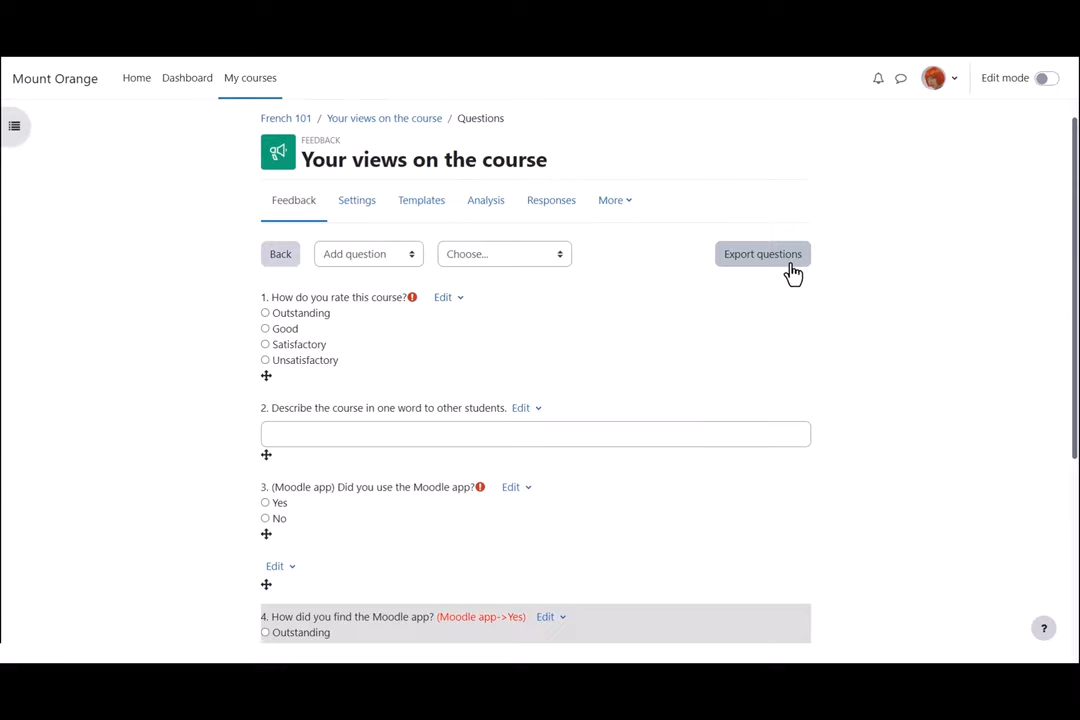 Mount Orange
Home Dashboard My courses
Edit mode
French 101 / Your views on the course / Questions
FEEDBACK
Your views on the course
Feedback Settings Templates Analysis Responses More
Back Add question Choose... Export questions
1. How do you rate this course? Edit
Outstanding
Good
Satisfactory
Unsatisfactory
2. Describe the course in one word to other students. Edit
3. (Moodle app) Did you use the Moodle app? Edit
Yes
No
Edit
4. How did you find the Moodle app? (Moodle app->Yes) Edit
Outstanding
?